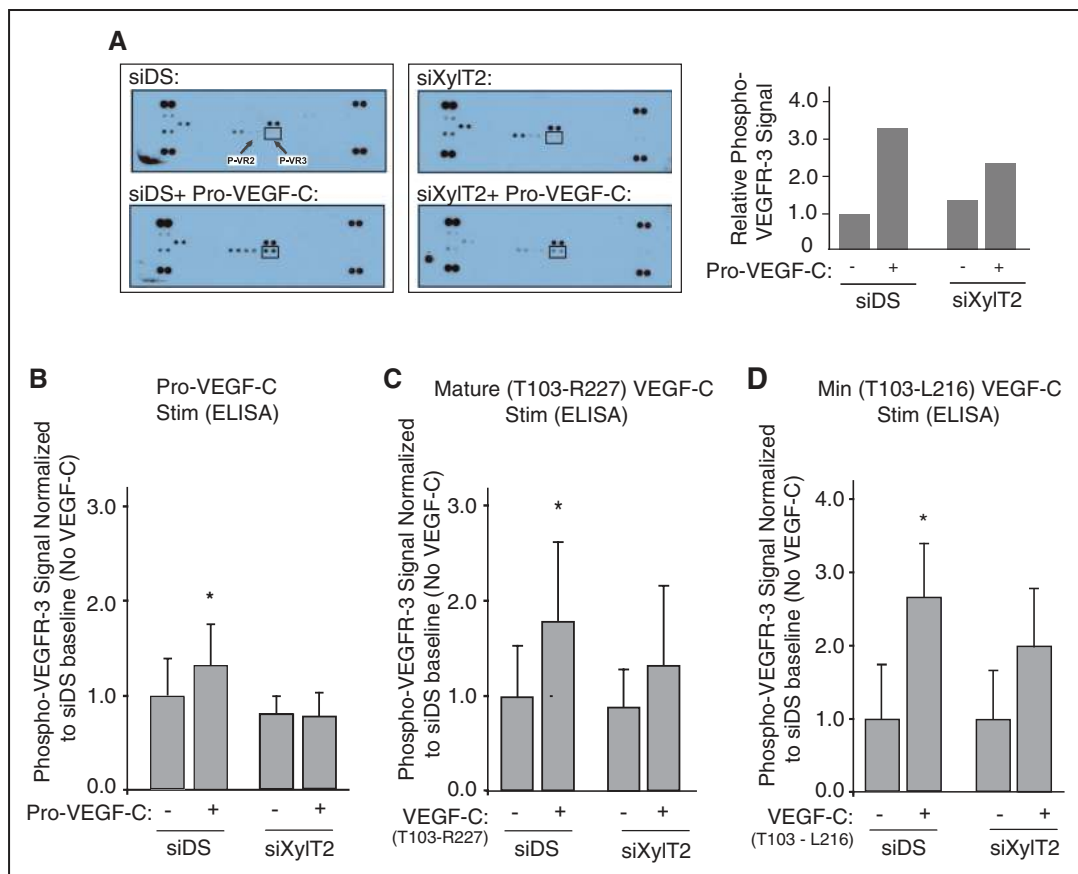 A
siDS:
P-VR2
P-VR3
siXylT2:
siDS+ Pro-VEGF-C:
siXylT2+ Pro-VEGF-C:
Relative Phospho-
VEGFR-3 Signal
4.0
3.0
2.0
1.0
0
Pro-VEGF-C: - + - +
siDS siXylT2
B
Pro-VEGF-C
Stim (ELISA)
Phospho-VEGFR-3 Signal Normalized
to siDS baseline (No VEGF-C)
3.0
2.0
1.0
0.0
*
Pro-VEGF-C: - + - +
siDS siXylT2
C
Mature (T103-R227) VEGF-C
Stim (ELISA)
Phospho-VEGFR-3 Signal Normalized
to siDS baseline (No VEGF-C)
3.0
2.0
1.0
0.0
*
VEGF-C: - + - +
(T103-R227)
siDS siXylT2
D
Min (T103-L216) VEGF-C
Stim (ELISA)
Phospho-VEGFR-3 Signal Normalized
to siDS baseline (No VEGF-C)
4.0
3.0
2.0
1.0
0.0
*
VEGF-C: - + - +
(T103 - L216)
siDS siXylT2